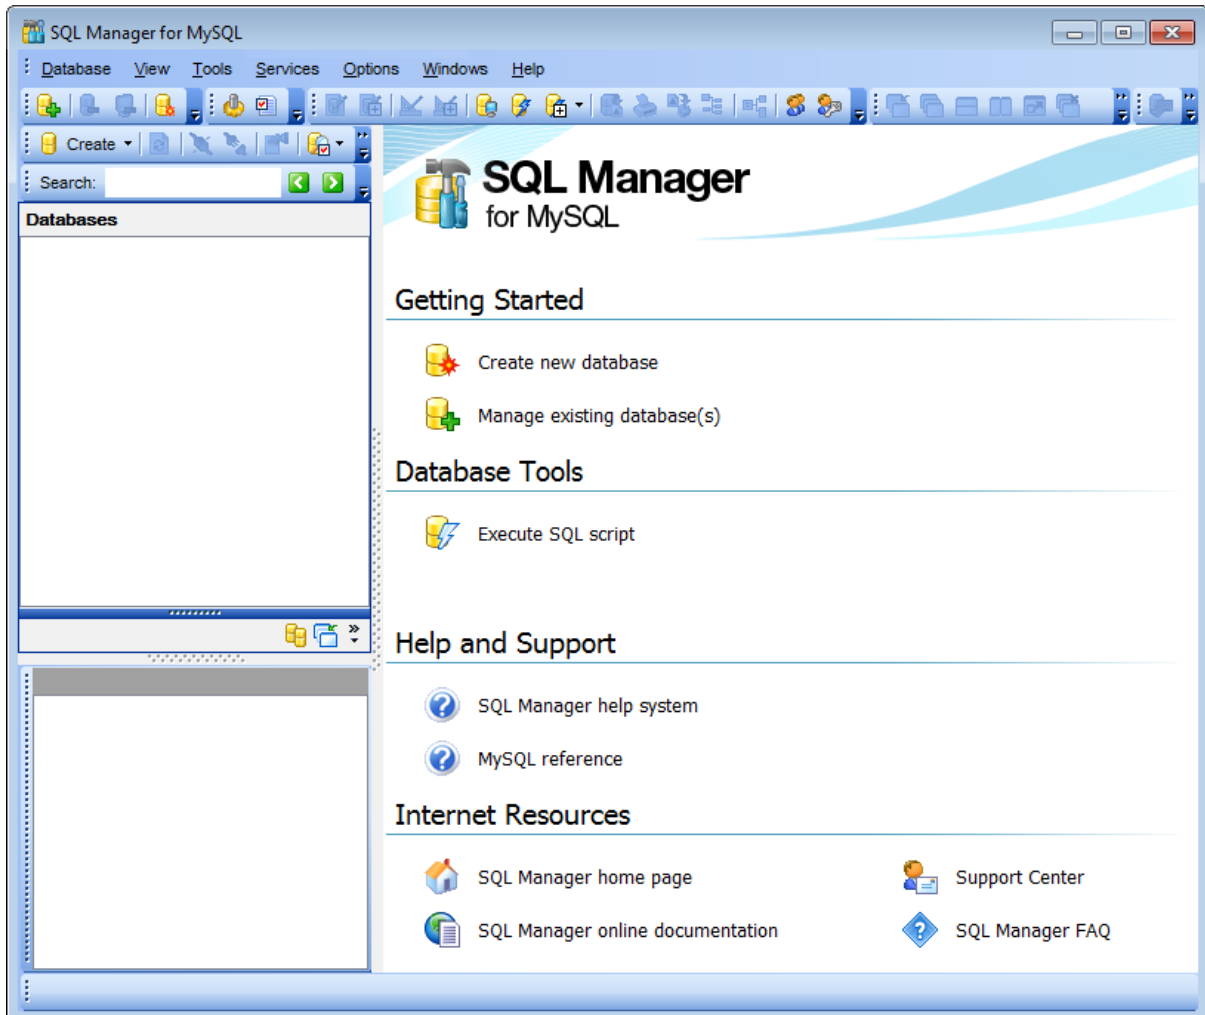 SQL Manager for MySQL
Database View Tools Services Options Windows Help
Create
Search:
Databases
SQL Manager
for MySQL
Getting Started
Create new database
Manage existing database(s)
Database Tools
Execute SQL script
Help and Support
SQL Manager help system
MySQL reference
Internet Resources
SQL Manager home page
Support Center
SQL Manager online documentation
SQL Manager FAQ